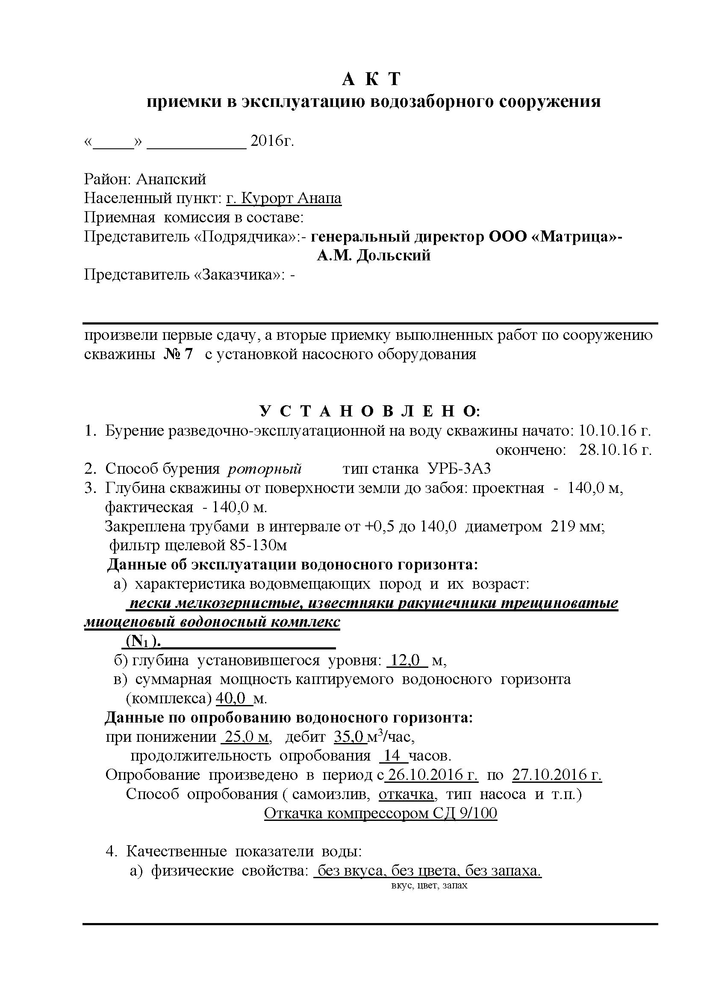 А К Т
приемки в эксплуатацию водозаборного сооружения
«_____» ____________ 2016г.
Район: Анапский
Населенный пункт: г. Курорт Анапа
Приемная комиссия в составе:
Представитель «Подрядчика»:- генеральный директор ООО «Матрица»-
А.М. Дольский
Представитель «Заказчика»: -
произвели первые сдачу, а вторые приемку выполненных работ по сооружению
скважины № 7 с установкой насосного оборудования
У С Т А Н О В Л Е Н О:
1. Бурение разведочно-эксплуатационной на воду скважины начато: 10.10.16 г.
окончено: 28.10.16 г.
2. Способ бурения роторный тип станка УРБ-3А3
3. Глубина скважины от поверхности земли до забоя: проектная - 140,0 м,
фактическая - 140,0 м.
Закреплена трубами в интервале от +0,5 до 140,0 диаметром 219 мм;
фильтр щелевой 85-130м
Данные об эксплуатации водоносного горизонта:
а) характеристика водовмещающих пород и их возраст:
пески мелкозернистые, известняки ракушечники трещиноватые
миоценовый водоносный комплекс
(N₁ ).____________________
б) глубина установившегося уровня: 12,0 м,
в) суммарная мощность каптируемого водоносного горизонта
(комплекса) 40,0 м.
Данные по опробованию водоносного горизонта:
при понижении 25,0 м, дебит 35,0 м³/час,
продолжительность опробования 14 часов.
Опробование произведено в период с 26.10.2016 г. по 27.10.2016 г.
Способ опробования ( самоизлив, откачка, тип насоса и т.п.)
Откачка компрессором СД 9/100
4. Качественные показатели воды:
а) физические свойства: без вкуса, без цвета, без запаха.
вкус, цвет, запах